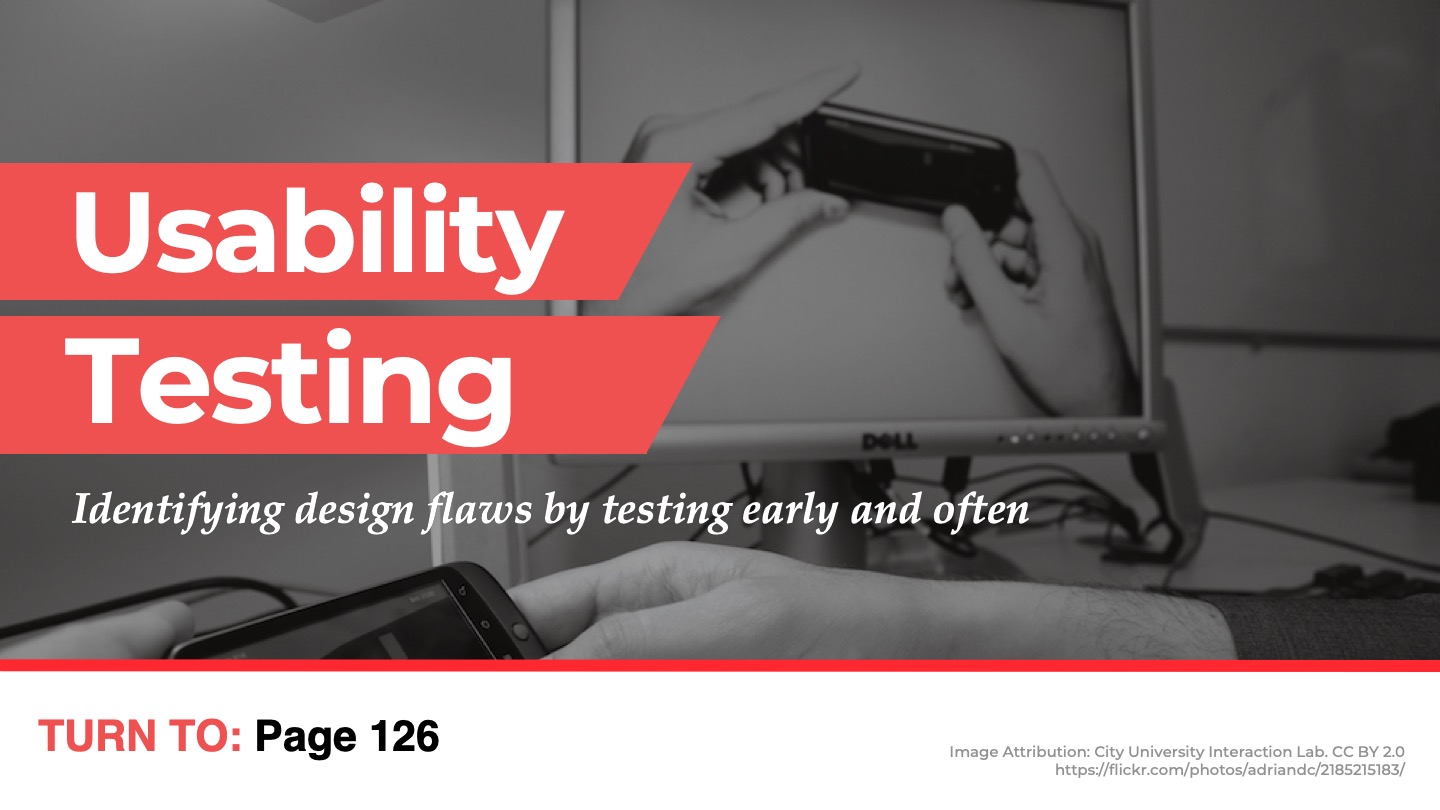 Usability
Testing
DELL
Identifying design flaws by testing early and often
TURN TO: Page 126
Image Attribution: City University Interaction Lab. CC BY 2.0
https://flickr.com/photos/adriandc/2185215183/